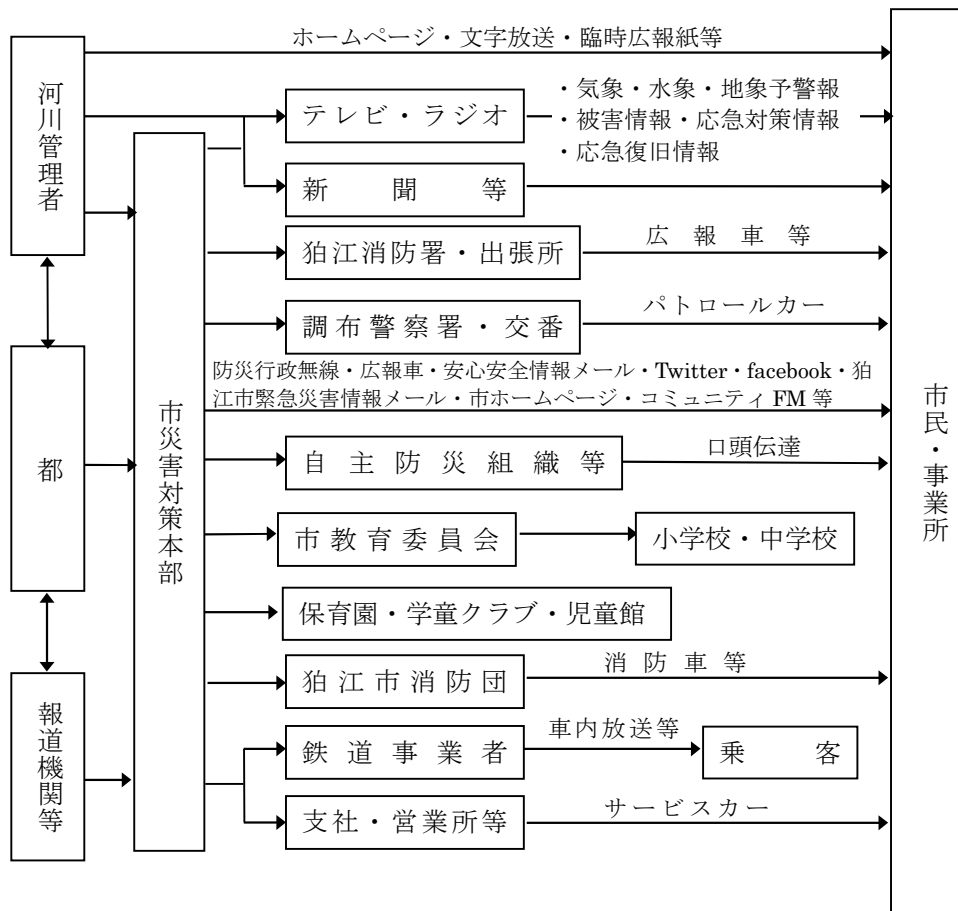 ホームページ・文字放送・臨時広報紙等
河川管理者
テレビ・ラジオ
・気象・水象・地象予警報
・被害情報・応急対策情報
・応急復旧情報
新聞等
狛江消防署・出張所
広報車等
調布警察署・交番
パトロールカー
都
市災害対策本部
防災行政無線・広報車・安心安全情報メール・Twitter・facebook・狛
江市緊急災害情報メール・市ホームページ・コミュニティ FM 等
市民・事業所
自主防災組織等
口頭伝達
市教育委員会
小学校・中学校
保育園・学童クラブ・児童館
狛江市消防団
消防車等
報道機関等
鉄道事業者
車内放送等
乗客
支社・営業所等
サービスカー